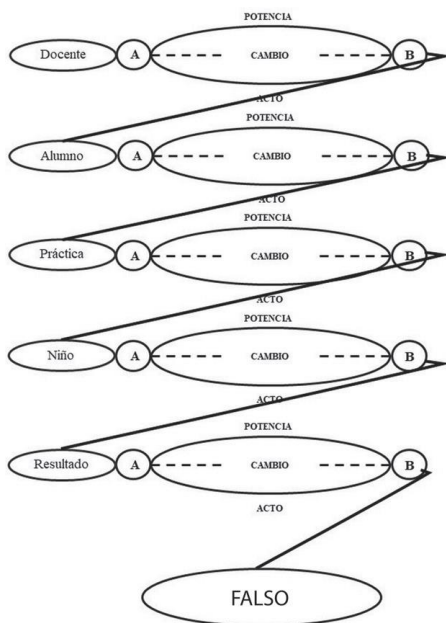 POTENCIA
Docente A CAMBIO B
ACTO
POTENCIA
Alumno A CAMBIO B
ACTO
POTENCIA
Práctica A CAMBIO B
ACTO
POTENCIA
Niño A CAMBIO B
ACTO
POTENCIA
Resultado A CAMBIO B
ACTO
FALSO